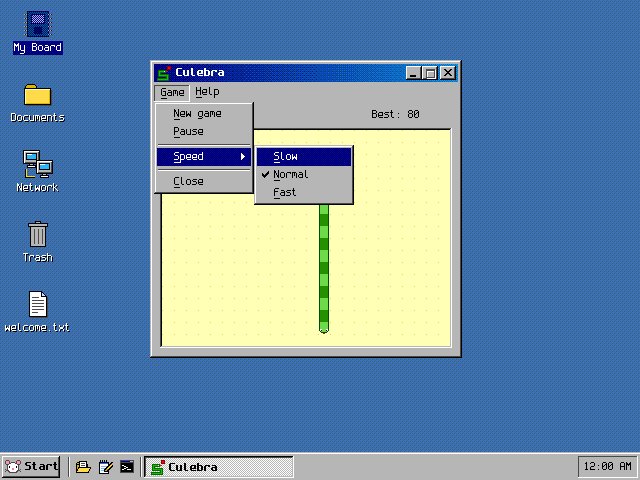 My Board
Documents
Network
Trash
welcome.txt
Culebra
Game Help
Best: 80
New game
Pause
Speed
Close
Slow
Normal
Fast
Start
Culebra
12:00 AM